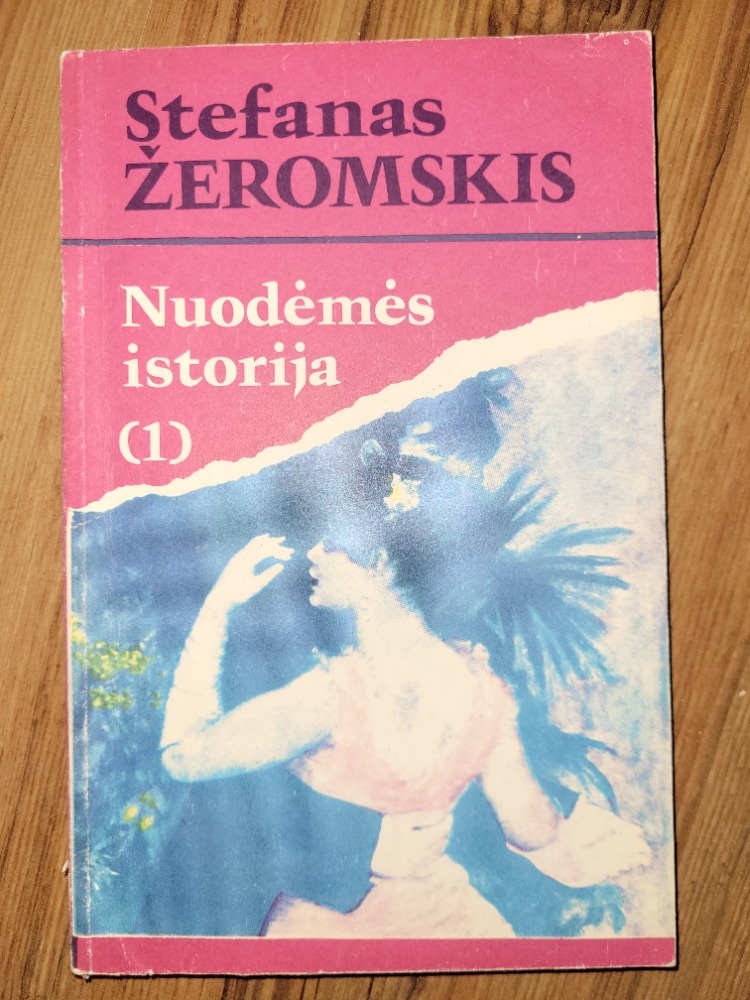 Stefanas
ŽEROMSKIS
Nuodėmės
istorija
(1)